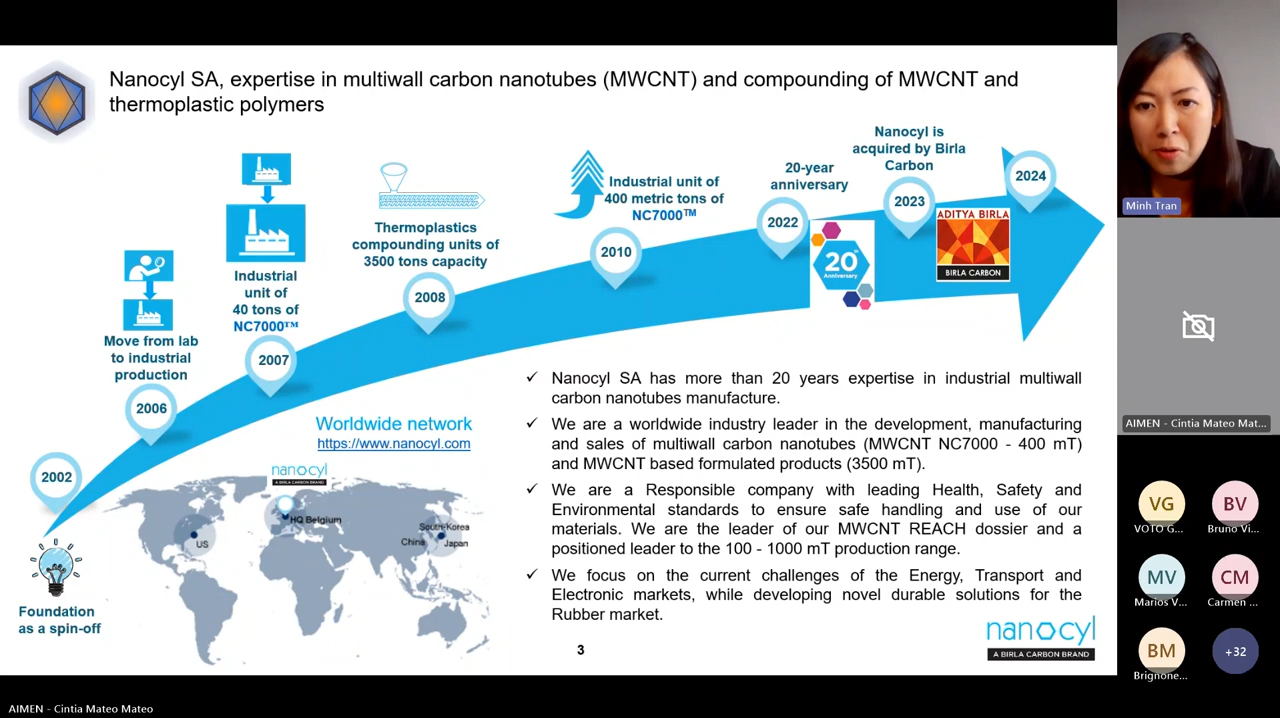 Nanocyl SA, expertise in multiwall carbon nanotubes (MWCNT) and compounding of MWCNT and
thermoplastic polymers
2002
Foundation
as a spin-off
Move from lab
to industrial
production
2006
Industrial
unit of
40 tons of
NC7000™
2007
Thermoplastics
compounding units of
3500 tons capacity
2008
Industrial unit of
400 metric tons of
NC7000™
2010
20-year
anniversary
2022
20
Anniversary
Nanocyl is
acquired by Birla
Carbon
2023
ADITYA BIRLA
BIRLA CARBON
2024
Worldwide network
https://www.nanocyl.com
nanocyl
A BIRLA CARBON BRAND
HQ Belgium
US
South-Korea
China
Japan
✓ Nanocyl SA has more than 20 years expertise in industrial multiwall
carbon nanotubes manufacture.
✓ We are a worldwide industry leader in the development, manufacturing
and sales of multiwall carbon nanotubes (MWCNT NC7000 - 400 mT)
and MWCNT based formulated products (3500 mT).
✓ We are a Responsible company with leading Health, Safety and
Environmental standards to ensure safe handling and use of our
materials. We are the leader of our MWCNT REACH dossier and a
positioned leader to the 100 - 1000 mT production range.
✓ We focus on the current challenges of the Energy, Transport and
Electronic markets, while developing novel durable solutions for the
Rubber market.
3
nanocyl
A BIRLA CARBON BRAND
Minh Tran
AIMEN - Cintia Mateo Mat...
VG
VOTO G...
BV
Bruno Vi...
MV
Marios V...
CM
Carmen ...
BM
Brignone...
+32
AIMEN - Cintia Mateo Mateo